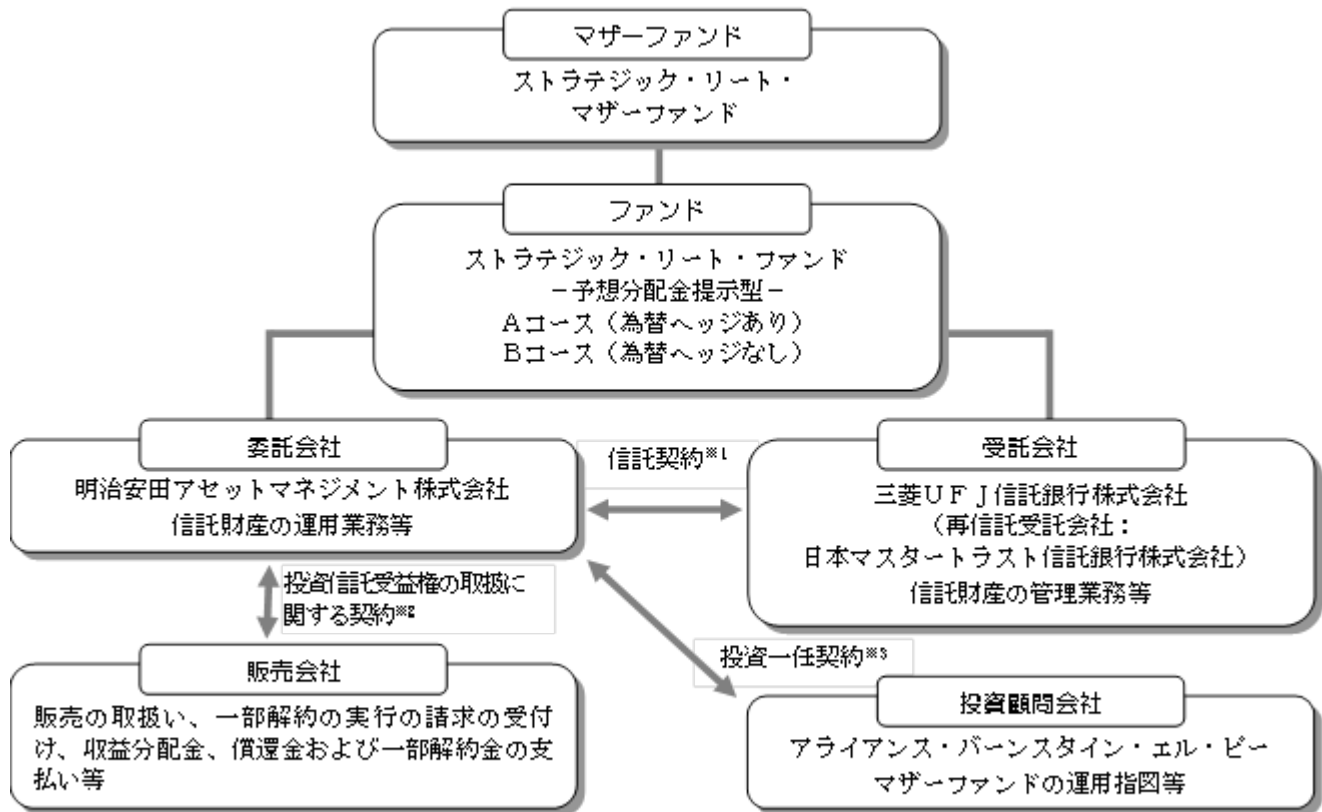 マザーファンド
ストラテジック・リート・
マザーファンド
ファンド
ストラテジック・リート・ファンド
－予想分配金提示型－
Ａコース（為替ヘッジあり）
Ｂコース（為替ヘッジなし）
委託会社
明治安田アセットマネジメント株式会社
信託財産の運用業務等
信託契約※1
受託会社
三菱ＵＦＪ信託銀行株式会社
（再信託受託会社：
日本マスタートラスト信託銀行株式会社）
信託財産の管理業務等
投資信託受益権の取扱に
関する契約※2
投資一任契約※3
販売会社
販売の取扱い、一部解約の実行の請求の受付
け、収益分配金、償還金および一部解約金の支
払い等
投資顧問会社
アライアンス・バーンスタイン・エル・ピー
マザーファンドの運用指図等